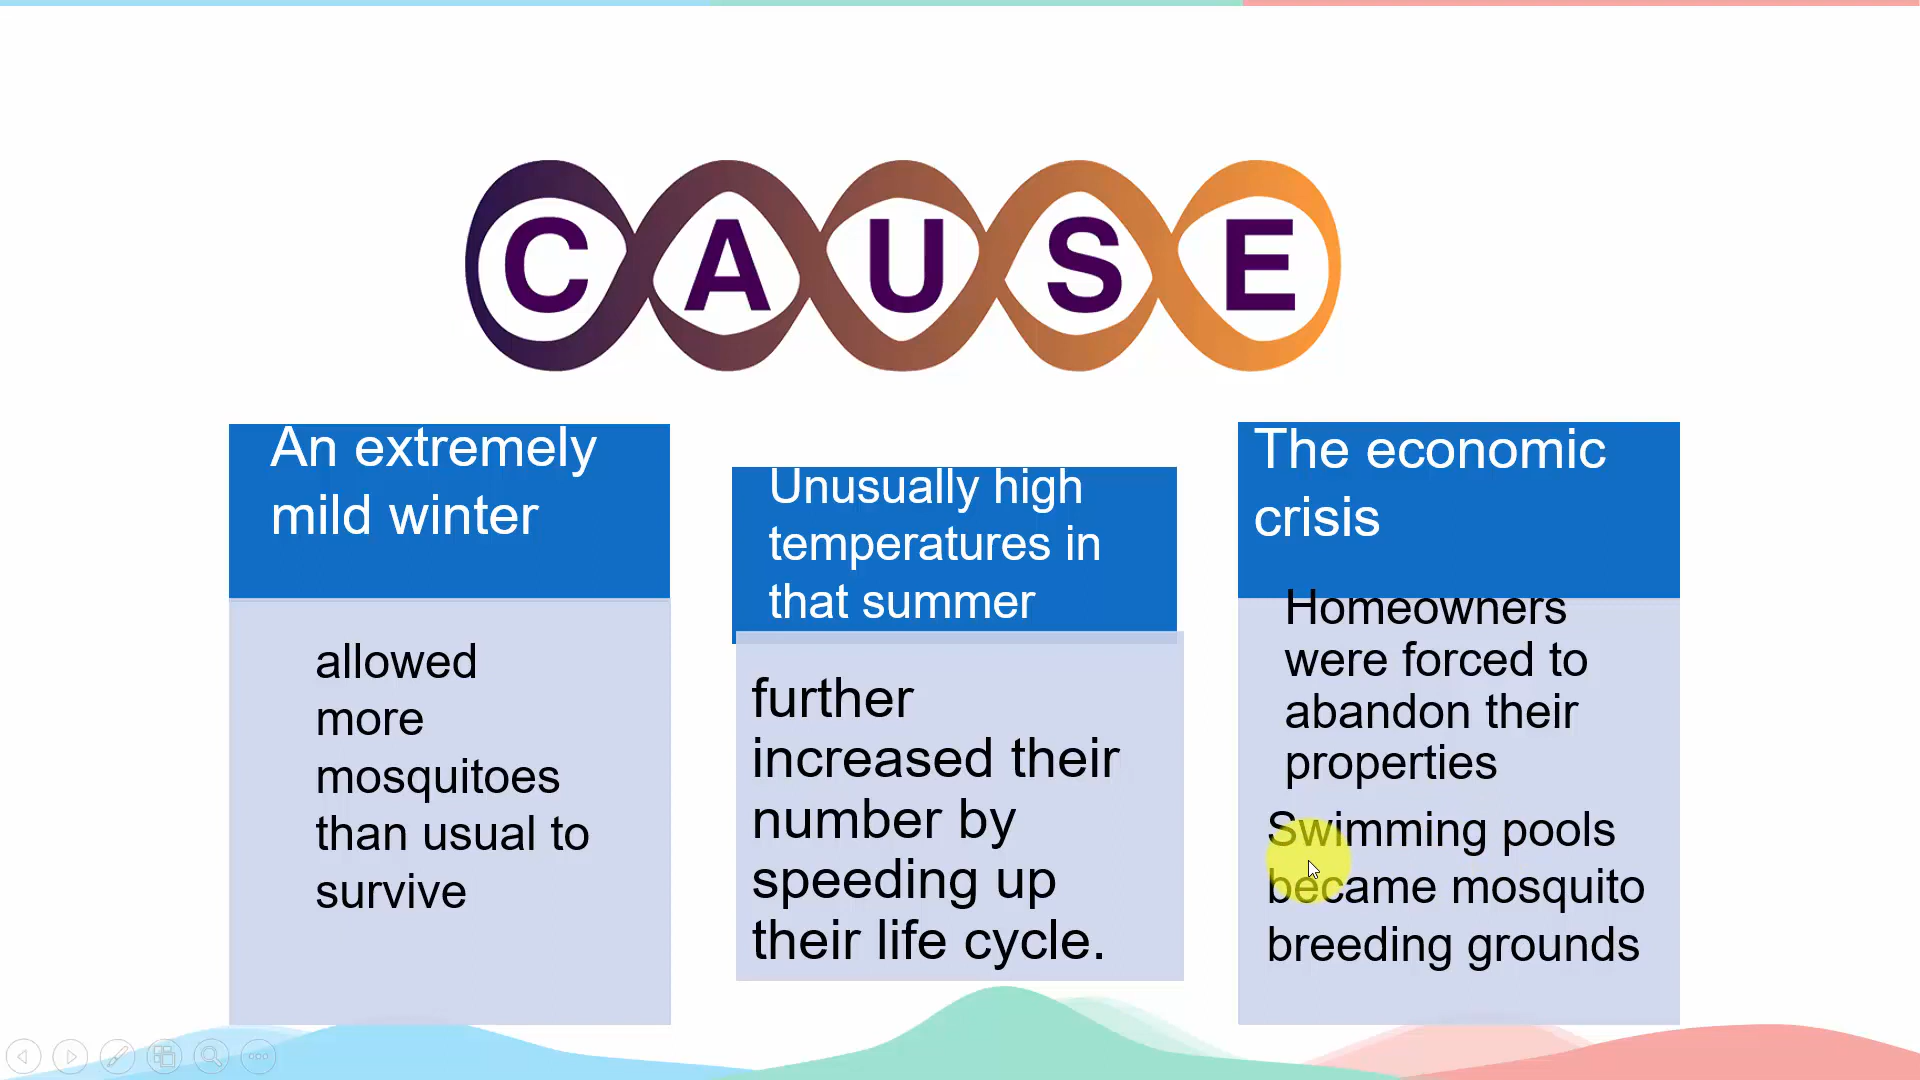 CAUSE
An extremely
mild winter
allowed
more
mosquitoes
than usual to
survive
Unusually high
temperatures in
that summer
further
increased their
number by
speeding up
their life cycle.
The economic
crisis
Homeowners
were forced to
abandon their
properties
Swimming pools
became mosquito
breeding grounds